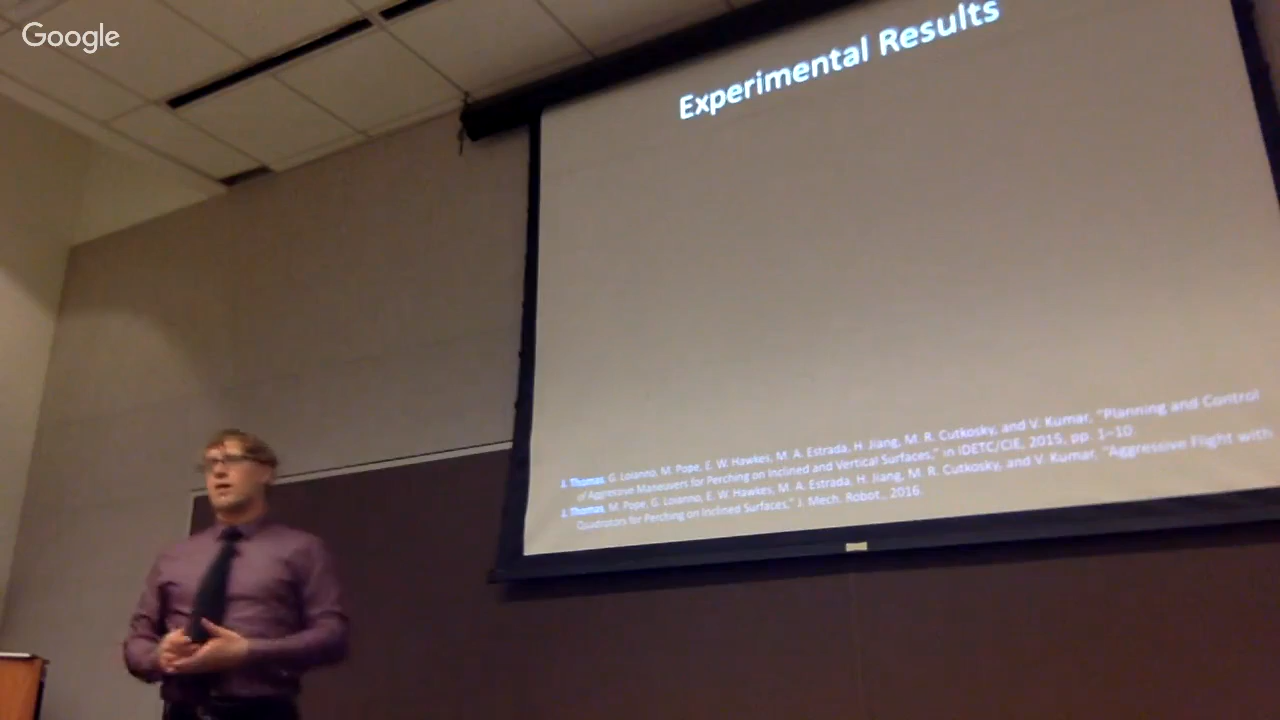 Google
Experimental Results
J. Thomas, G. Loianno, M. Pope, E. W. Hawkes, M. A. Estrada, H. Jiang, M. R. Cutkosky, and V. Kumar, "Planning and Control
of Aggressive Maneuvers for Perching on Inclined and Vertical Surfaces," in IDETC/CIE, 2015, pp. 1–10.
J. Thomas, M. Pope, G. Loianno, E. W. Hawkes, M. A. Estrada, H. Jiang, M. R. Cutkosky, and V. Kumar, "Aggressive Flight with
Quadrotors for Perching on Inclined Surfaces," J. Mech. Robot., 2016.